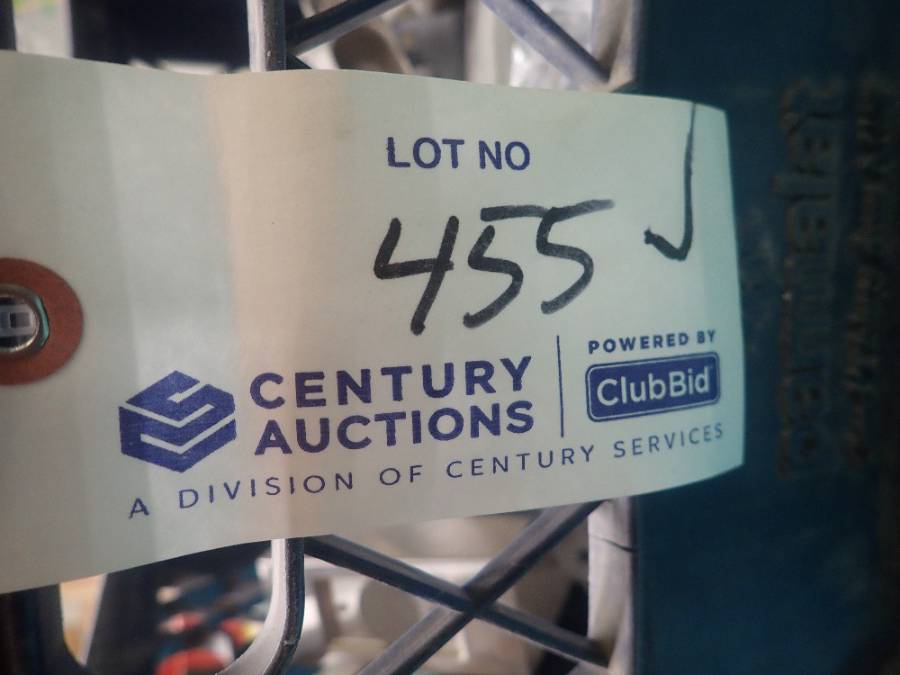 LOT NO
455
CENTURY
AUCTIONS
POWERED BY
ClubBid
A DIVISION OF CENTURY SERVICES